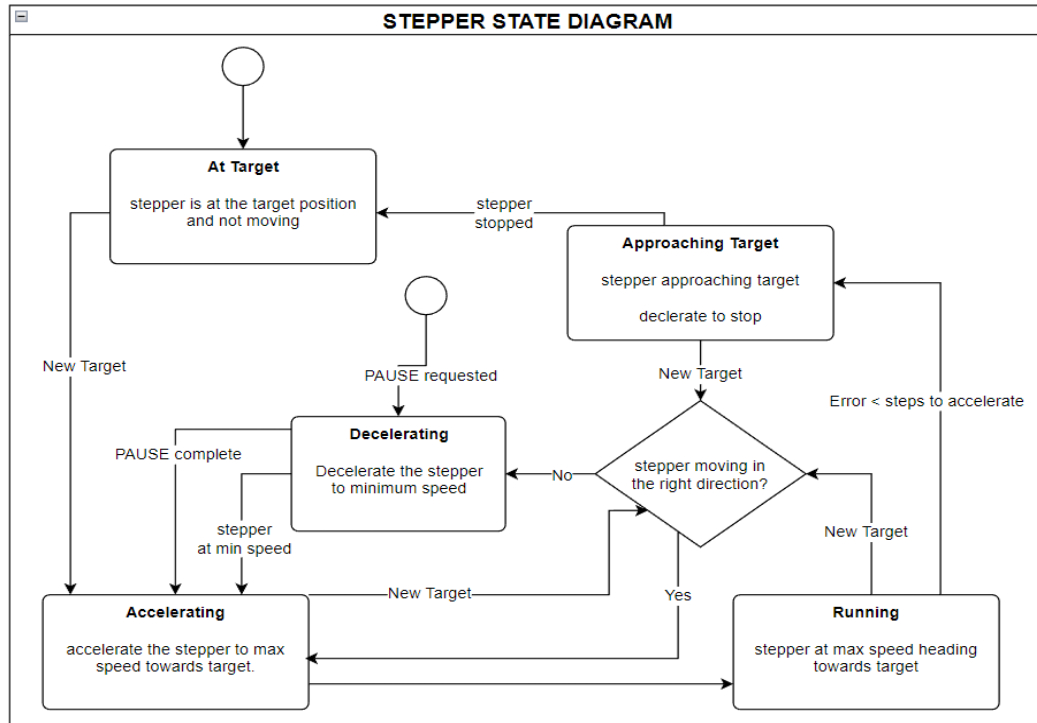 STEPPER STATE DIAGRAM
At Target
stepper is at the target position
and not moving
stepper
stopped
Approaching Target
stepper approaching target
declerate to stop
New Target
PAUSE requested
New Target
Error < steps to accelerate
Decelerating
Decelerate the stepper
to minimum speed
PAUSE complete
No
stepper moving in
the right direction?
stepper
at min speed
New Target
New Target
Yes
Accelerating
accelerate the stepper to max
speed towards target.
Running
stepper at max speed heading
towards target